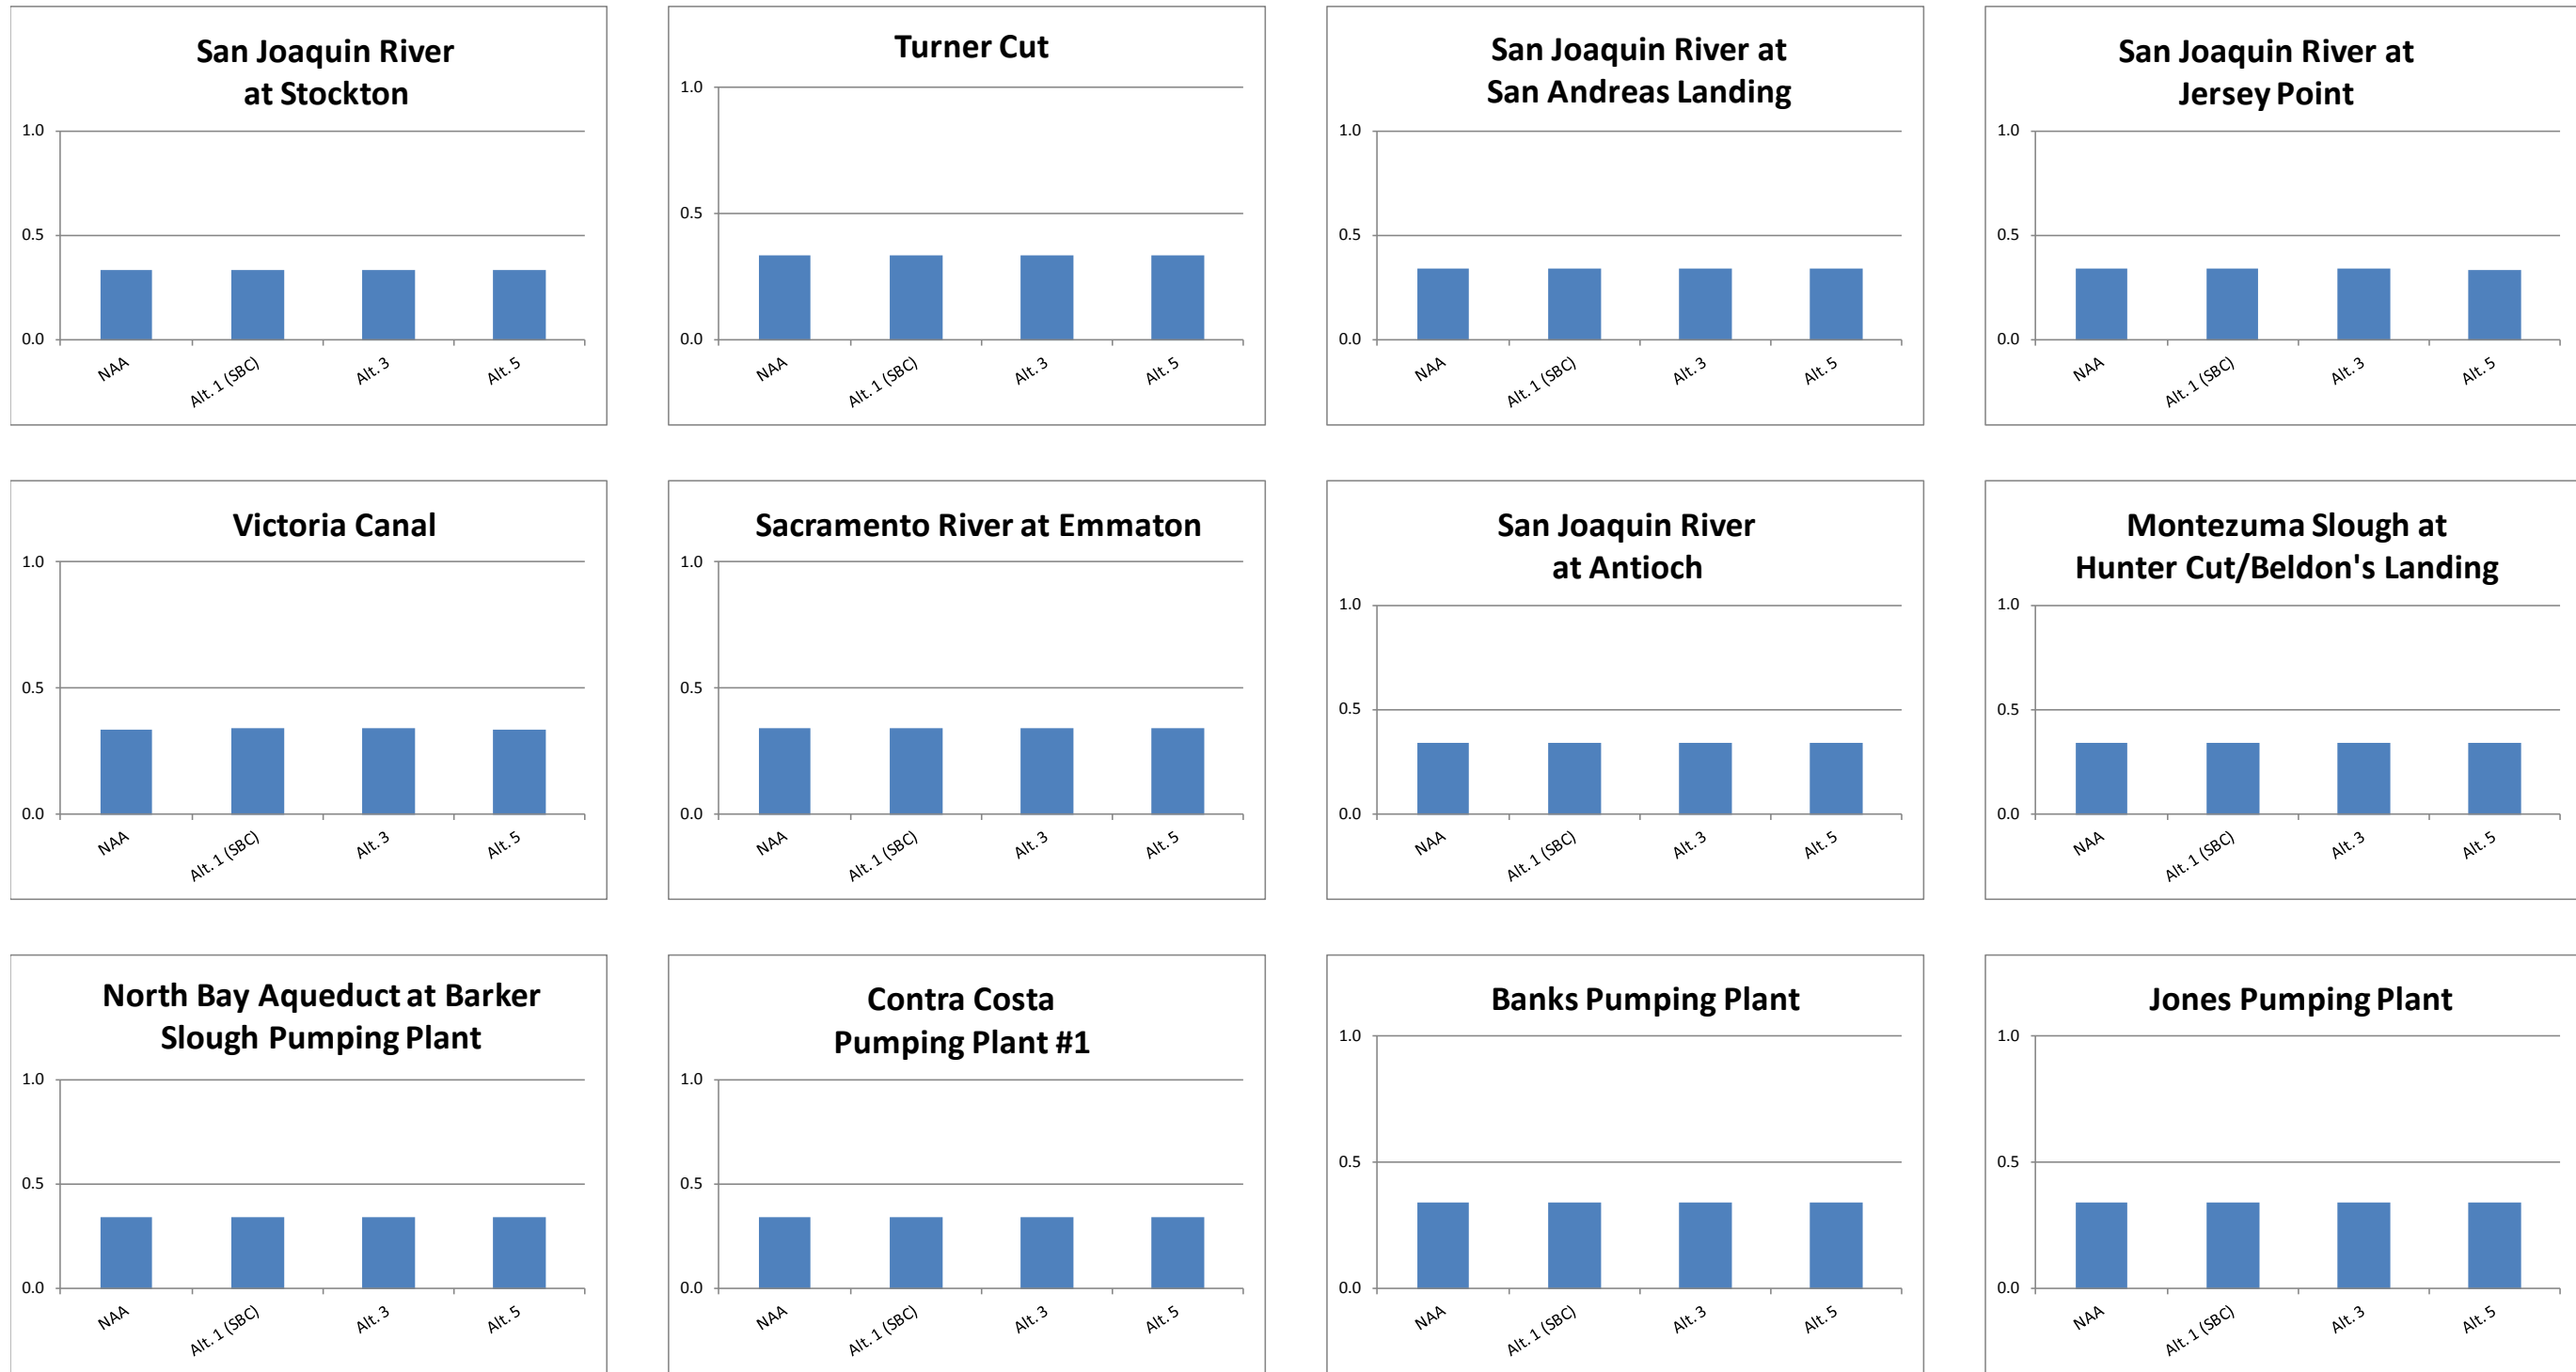 San Joaquin River
at Stockton
1.0
0.5
0.0
NAA
Alt. 1 (SBC)
Alt. 3
Alt. 5
Turner Cut
1.0
0.5
0.0
NAA
Alt. 1 (SBC)
Alt. 3
Alt. 5
San Joaquin River at
San Andreas Landing
1.0
0.5
0.0
NAA
Alt. 1 (SBC)
Alt. 3
Alt. 5
San Joaquin River at
Jersey Point
1.0
0.5
0.0
NAA
Alt. 1 (SBC)
Alt. 3
Alt. 5
Victoria Canal
1.0
0.5
0.0
NAA
Alt. 1 (SBC)
Alt. 3
Alt. 5
Sacramento River at Emmaton
1.0
0.5
0.0
NAA
Alt. 1 (SBC)
Alt. 3
Alt. 5
San Joaquin River
at Antioch
1.0
0.5
0.0
NAA
Alt. 1 (SBC)
Alt. 3
Alt. 5
Montezuma Slough at
Hunter Cut/Beldon's Landing
1.0
0.5
0.0
NAA
Alt. 1 (SBC)
Alt. 3
Alt. 5
North Bay Aqueduct at Barker
Slough Pumping Plant
1.0
0.5
0.0
NAA
Alt. 1 (SBC)
Alt. 3
Alt. 5
Contra Costa
Pumping Plant #1
1.0
0.5
0.0
NAA
Alt. 1 (SBC)
Alt. 3
Alt. 5
Banks Pumping Plant
1.0
0.5
0.0
NAA
Alt. 1 (SBC)
Alt. 3
Alt. 5
Jones Pumping Plant
1.0
0.5
0.0
NAA
Alt. 1 (SBC)
Alt. 3
Alt. 5